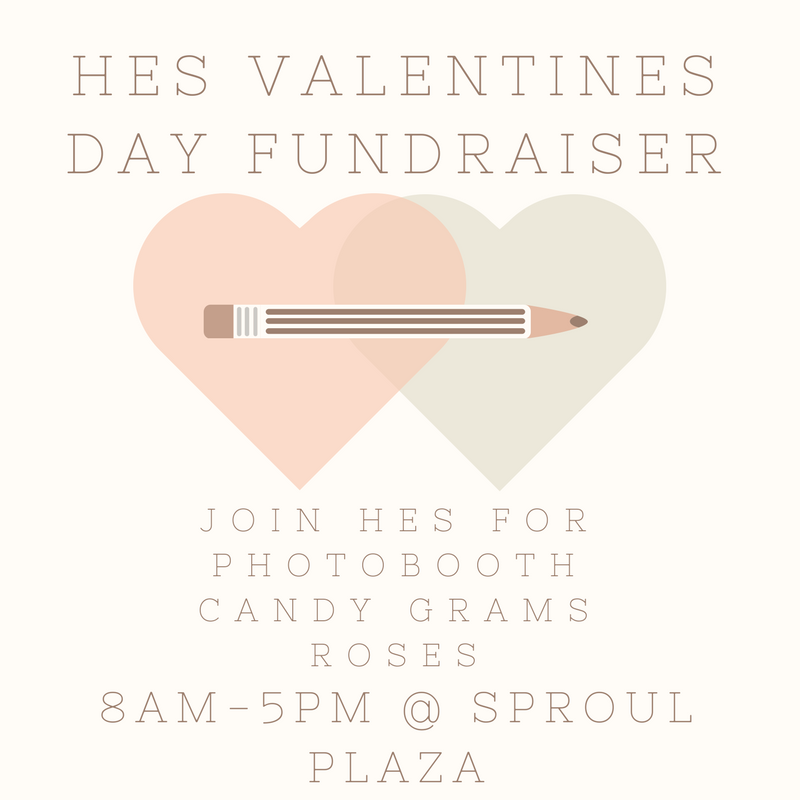 HES VALENTINES
DAY FUNDRAISER
JOIN HES FOR
PHOTOBOOTH
CANDY GRAMS
ROSES
8AM-5PM @ SPROUL
PLAZA